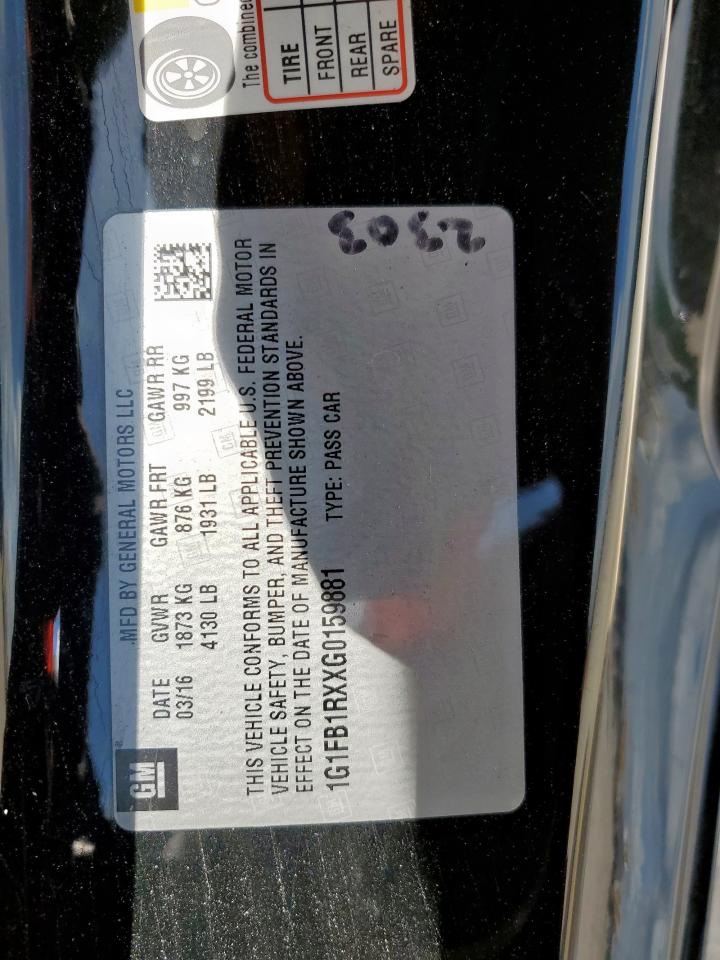 The combined
TIRE
FRONT
REAR
SPARE
GM
MFD BY GENERAL MOTORS LLC
DATE GVWR GAWR FRT GAWR RR
03/16 1873 KG 876 KG 997 KG
4130 LB 1931 LB 2199 LB
THIS VEHICLE CONFORMS TO ALL APPLICABLE U.S. FEDERAL MOTOR
VEHICLE SAFETY, BUMPER, AND THEFT PREVENTION STANDARDS IN
EFFECT ON THE DATE OF MANUFACTURE SHOWN ABOVE.
1G1FB1RXXG0159881 TYPE: PASS CAR